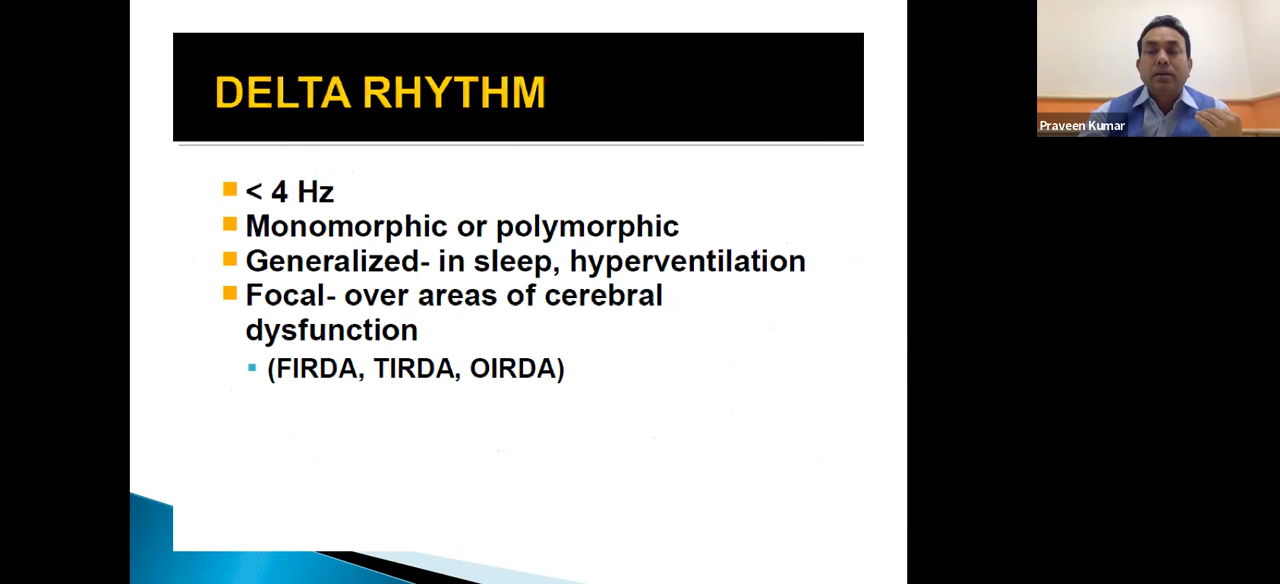 DELTA RHYTHM
< 4 Hz
Monomorphic or polymorphic
Generalized- in sleep, hyperventilation
Focal- over areas of cerebral
dysfunction
(FIRDA, TIRDA, OIRDA)
Praveen Kumar